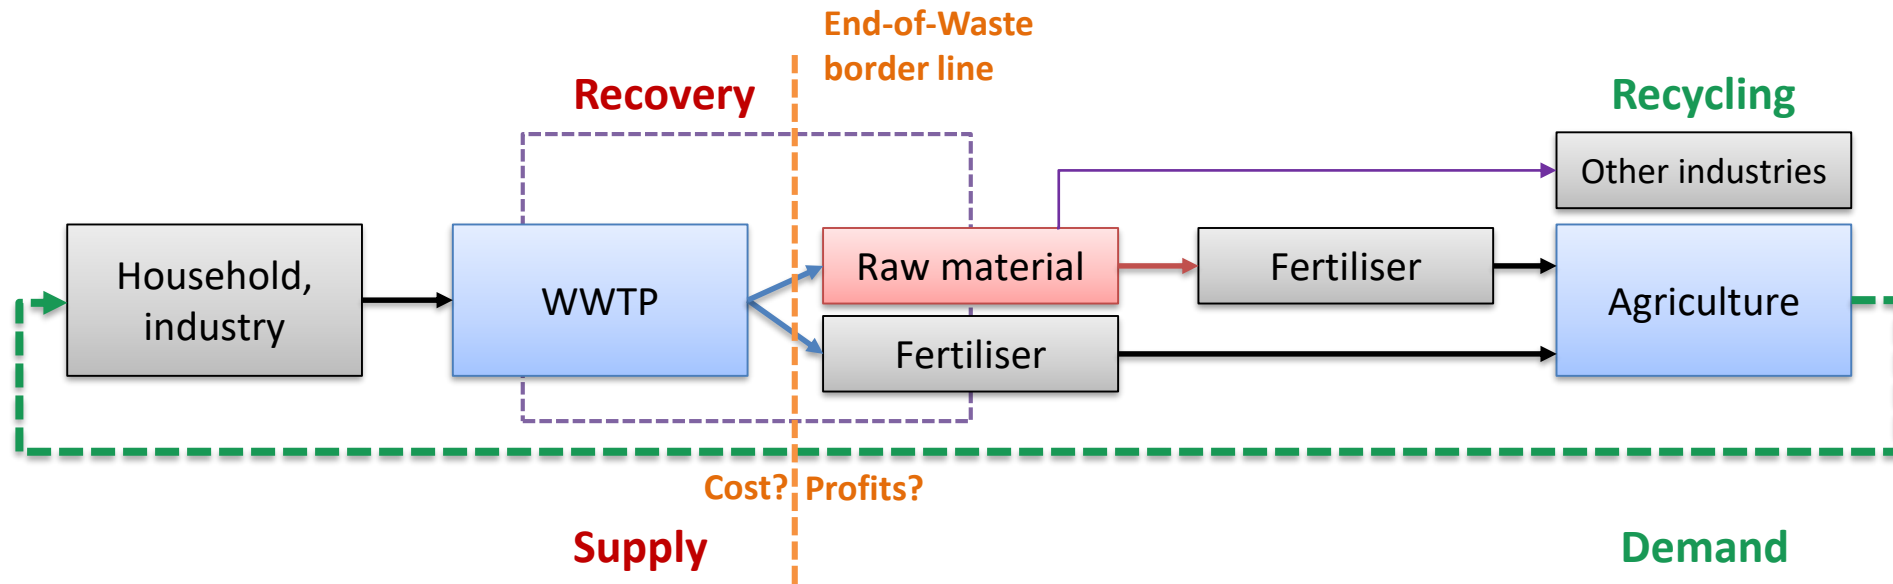 End-of-Waste
border line
Recovery
Recycling
Other industries
Household,
industry
WWTP
Raw material
Fertiliser
Agriculture
Fertiliser
Cost?
Profits?
Supply
Demand